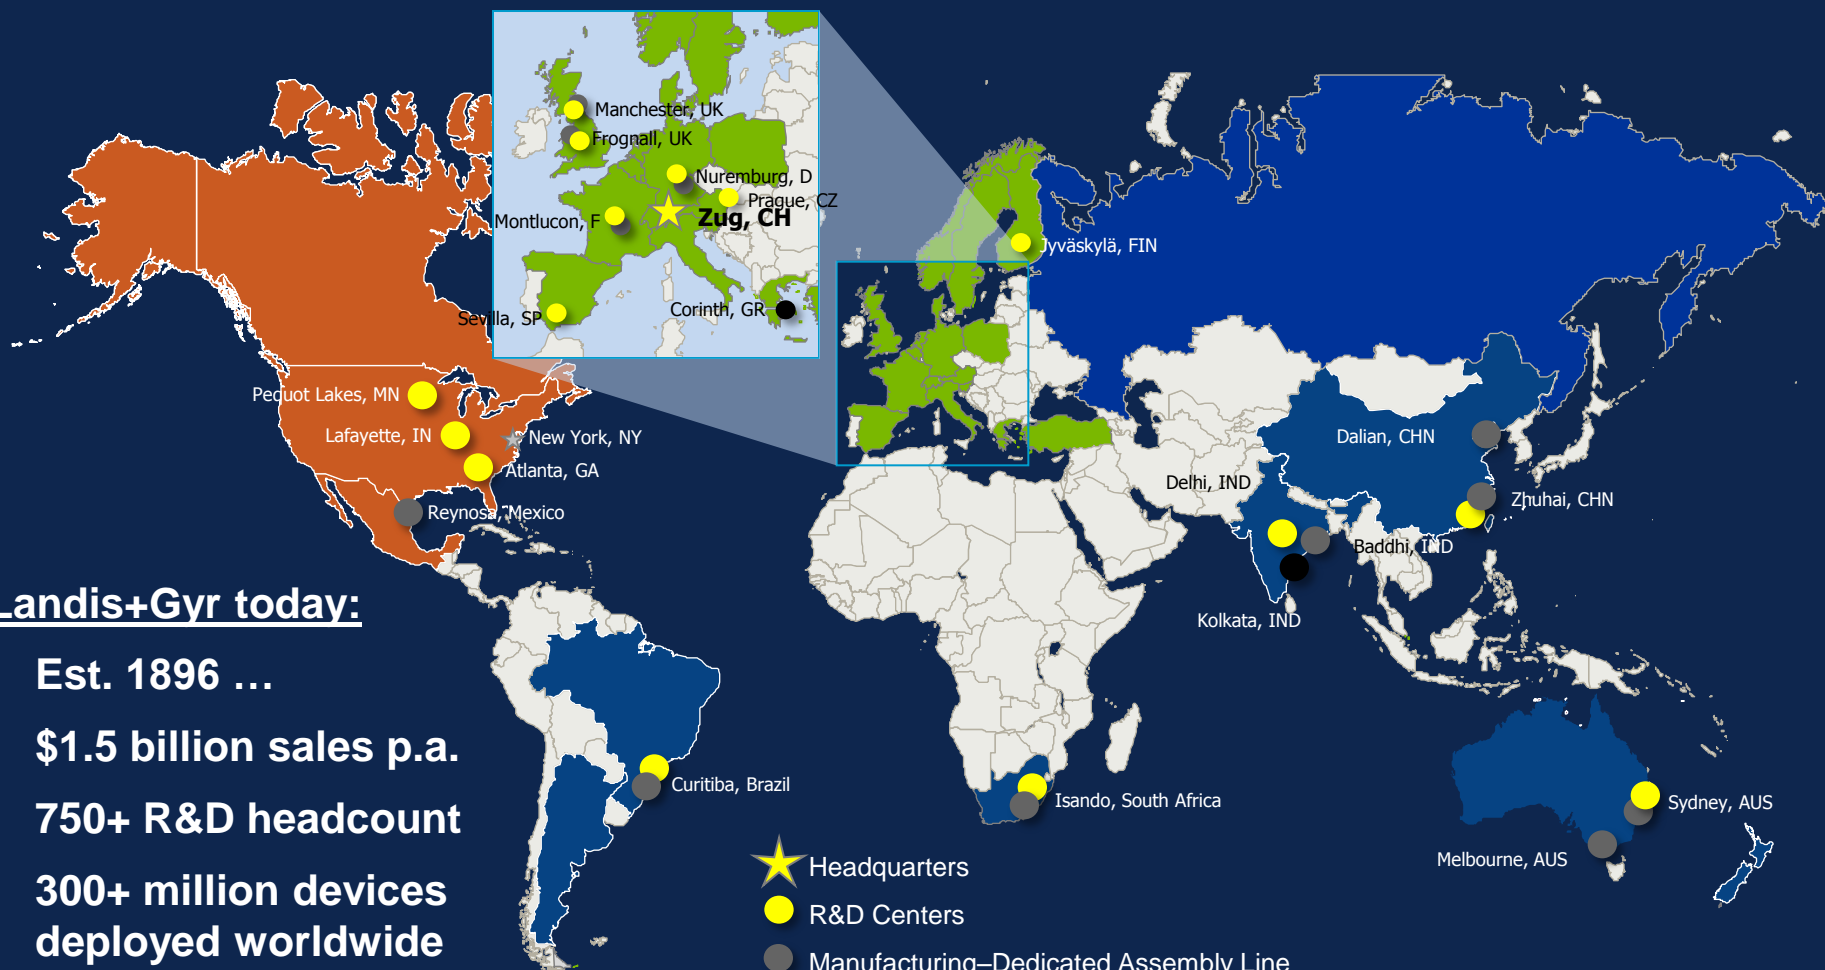 Manchester, UK
Frognall, UK
Nuremburg, D
Prague, CZ
Montlucon, F
Zug, CH
Sevilla, SP
Corinth, GR
Jyväskylä, FIN
Pequot Lakes, MN
Lafayette, IN
New York, NY
Atlanta, GA
Reynosa, Mexico
Dalian, CHN
Delhi, IND
Zhuhai, CHN
Baddhi, IND
Kolkata, IND
Landis+Gyr today:
Est. 1896 …
$1.5 billion sales p.a.
750+ R&D headcount
300+ million devices
deployed worldwide
Curitiba, Brazil
Isando, South Africa
Sydney, AUS
Melbourne, AUS
Headquarters
R&D Centers
Manufacturing–Dedicated Assembly Line